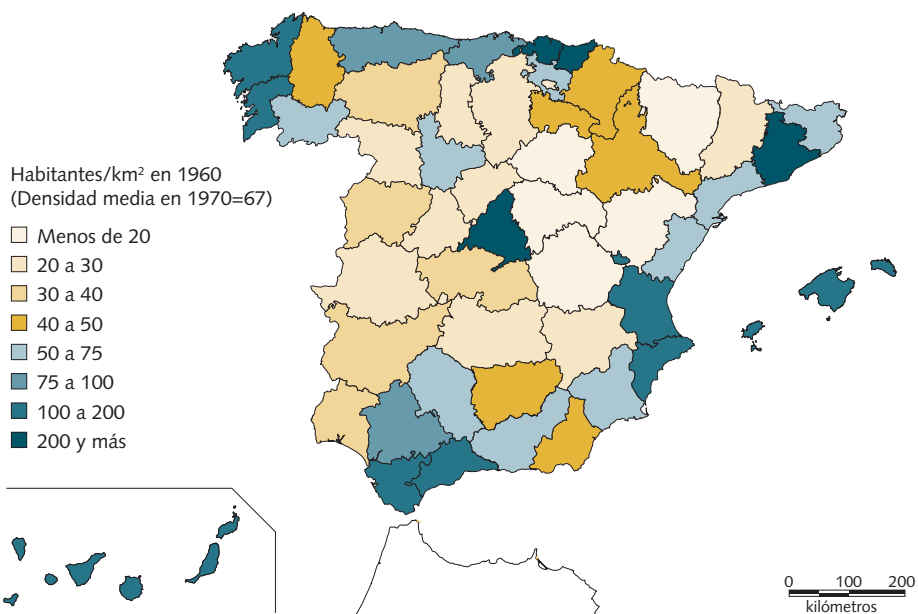 Habitantes/km² en 1960
(Densidad media en 1970=67)
Menos de 20
20 a 30
30 a 40
40 a 50
50 a 75
75 a 100
100 a 200
200 y más
0 100 200
kilómetros